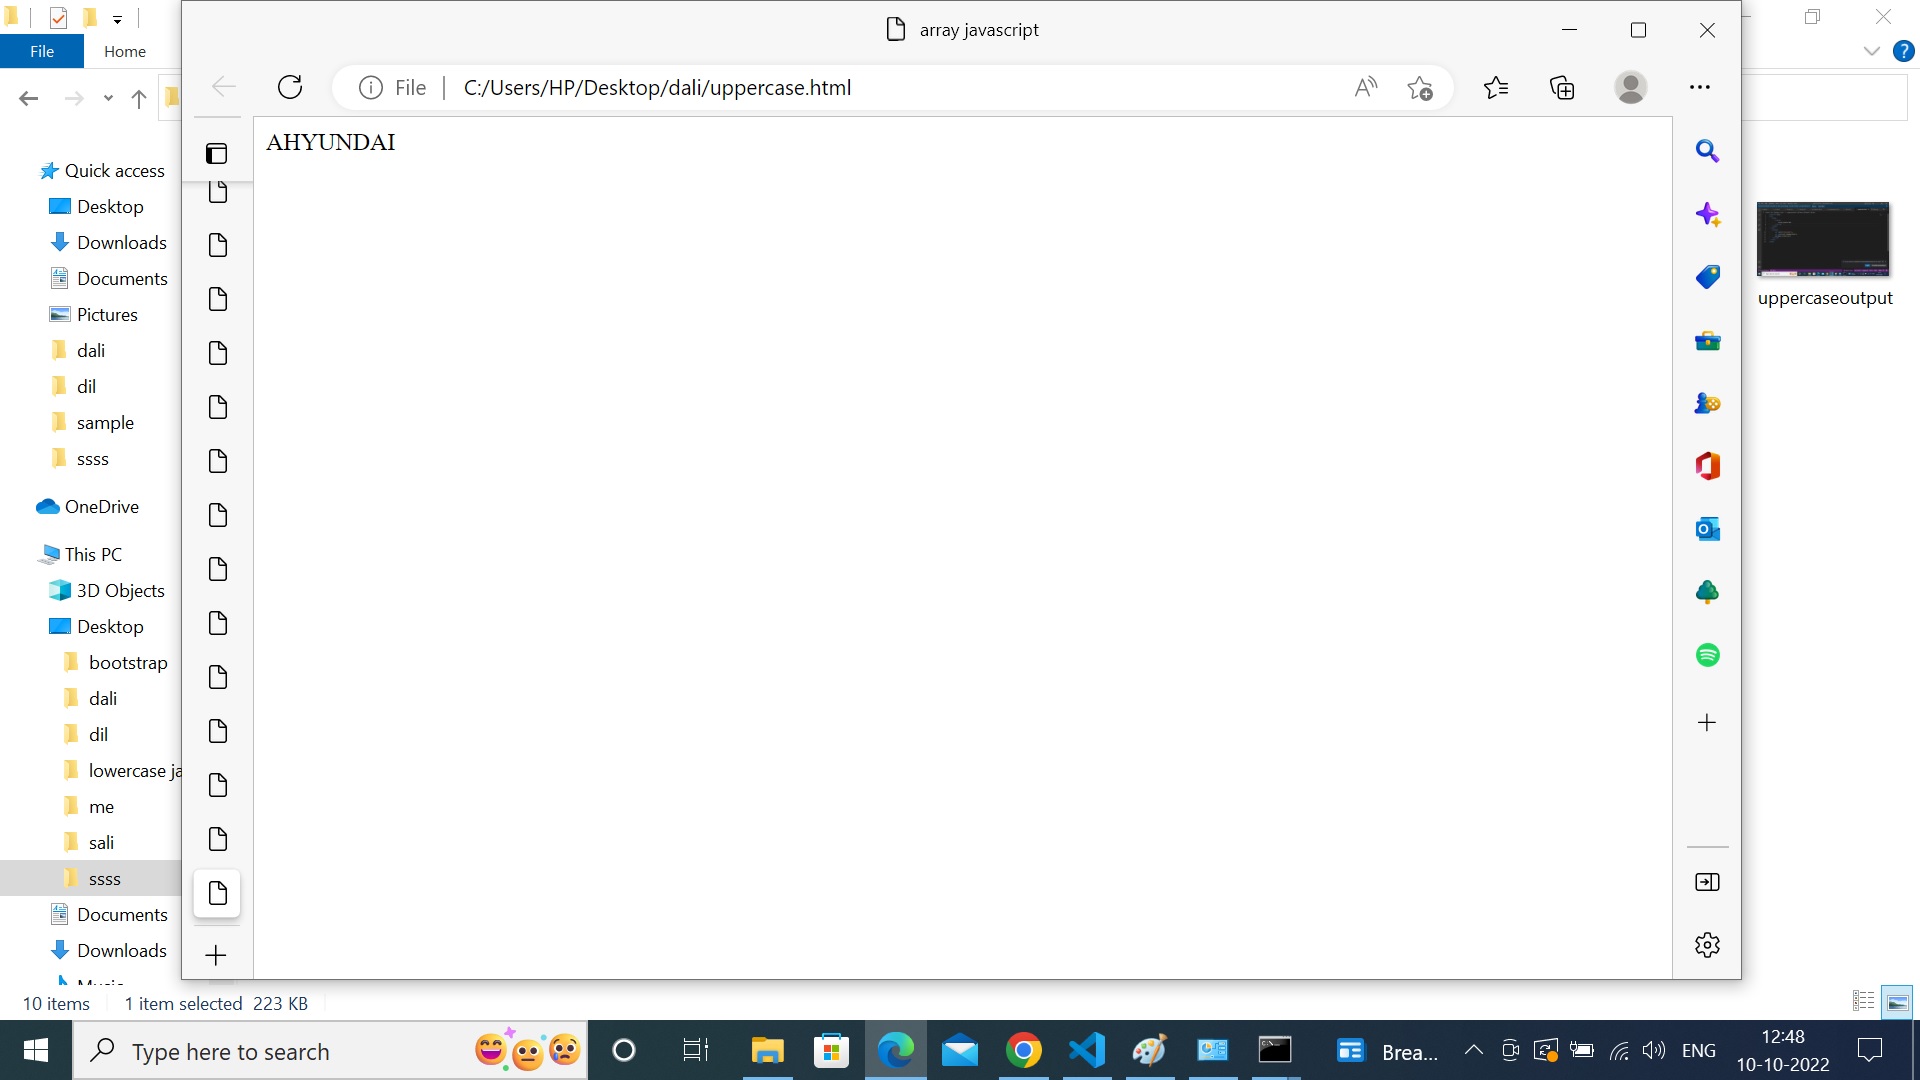 File
Home
Quick access
Desktop
Downloads
Documents
Pictures
dali
dil
sample
ssss
OneDrive
This PC
3D Objects
Desktop
bootstrap
dali
dil
lowercase ja
me
sali
ssss
Documents
Downloads
Music
10 items 1 item selected 223 KB
array javascript
File C:/Users/HP/Desktop/dali/uppercase.html
AHYUNDAI
uppercaseoutput
Type here to search
Brea...
ENG
12:48
10-10-2022